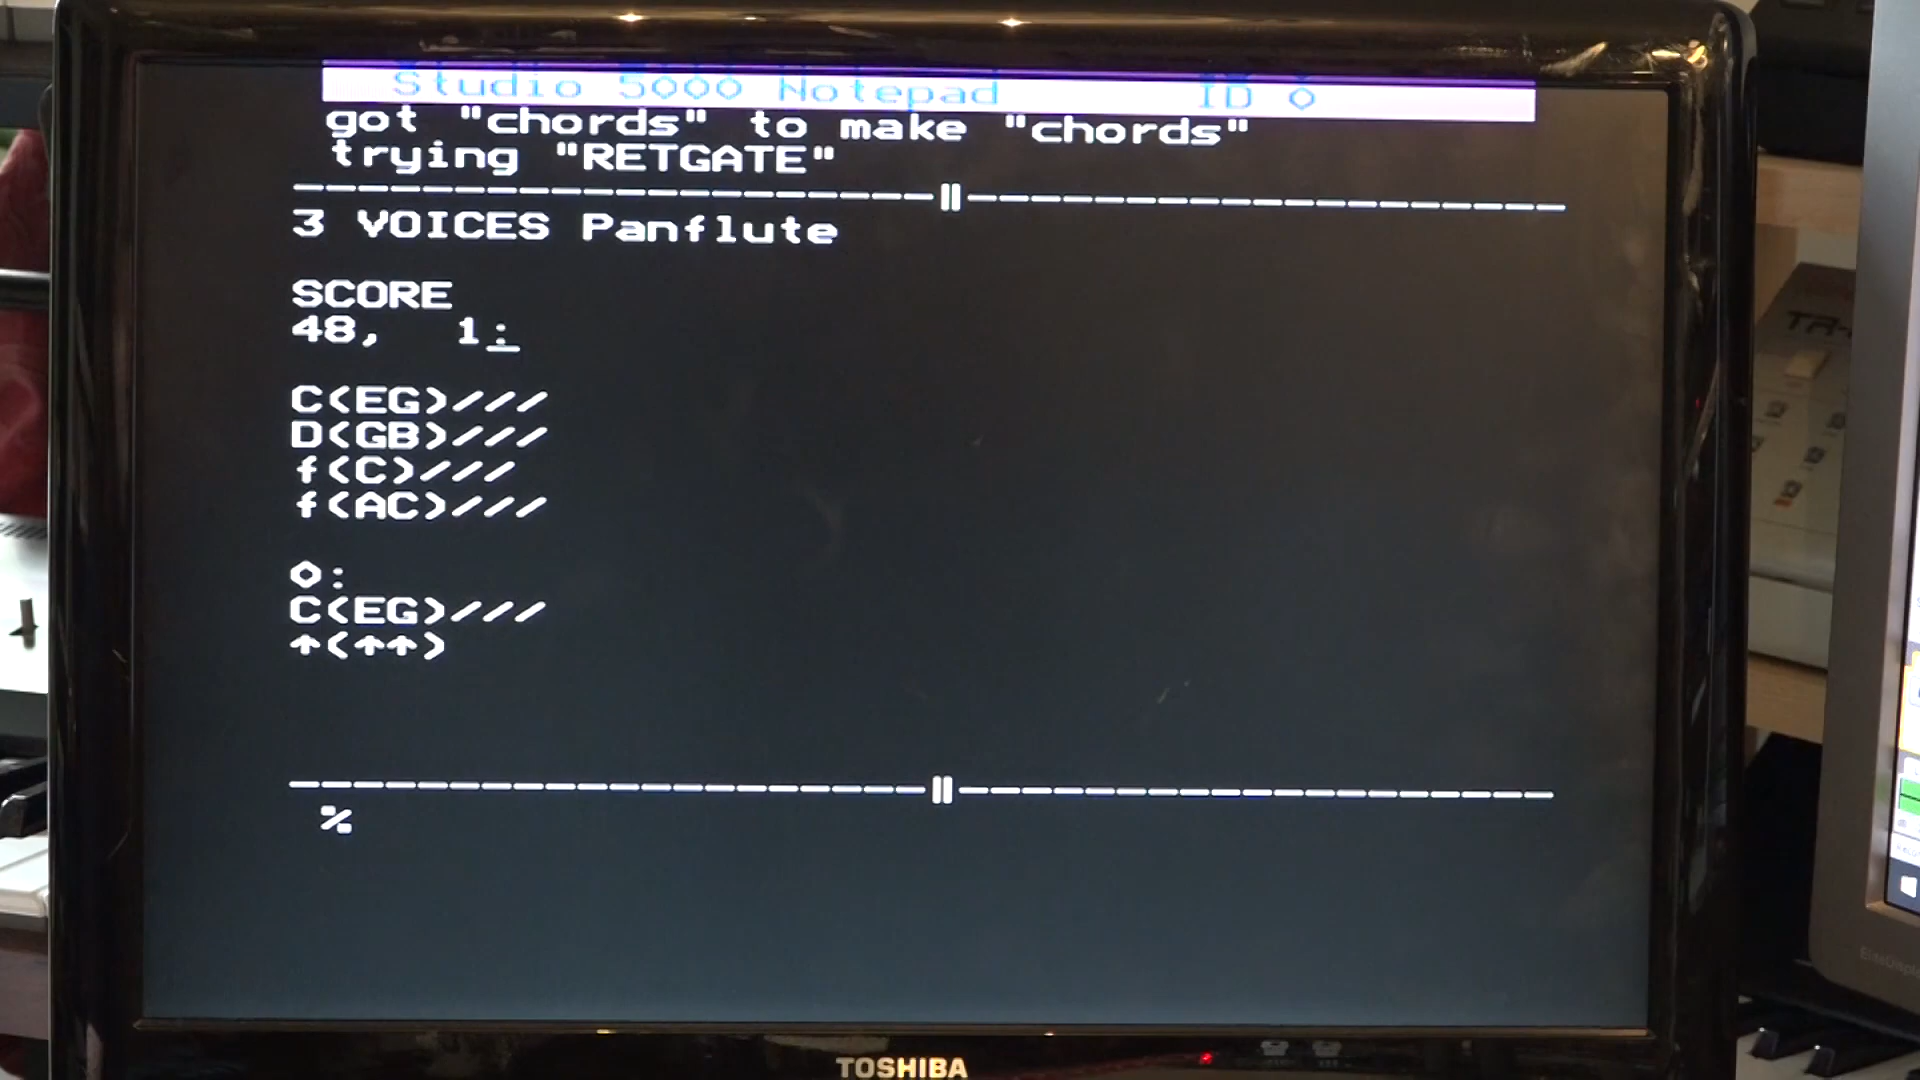 Studio 5000 Notepad ID 0
got "chords" to make "chords"
trying "RETGATE"
3 VOICES Panflute
SCORE
48, 1:
C(EG)///
D(GB)///
f(C)///
f(AC)///
0:
C(EG)///
↑(↑↑)
%
TOSHIBA